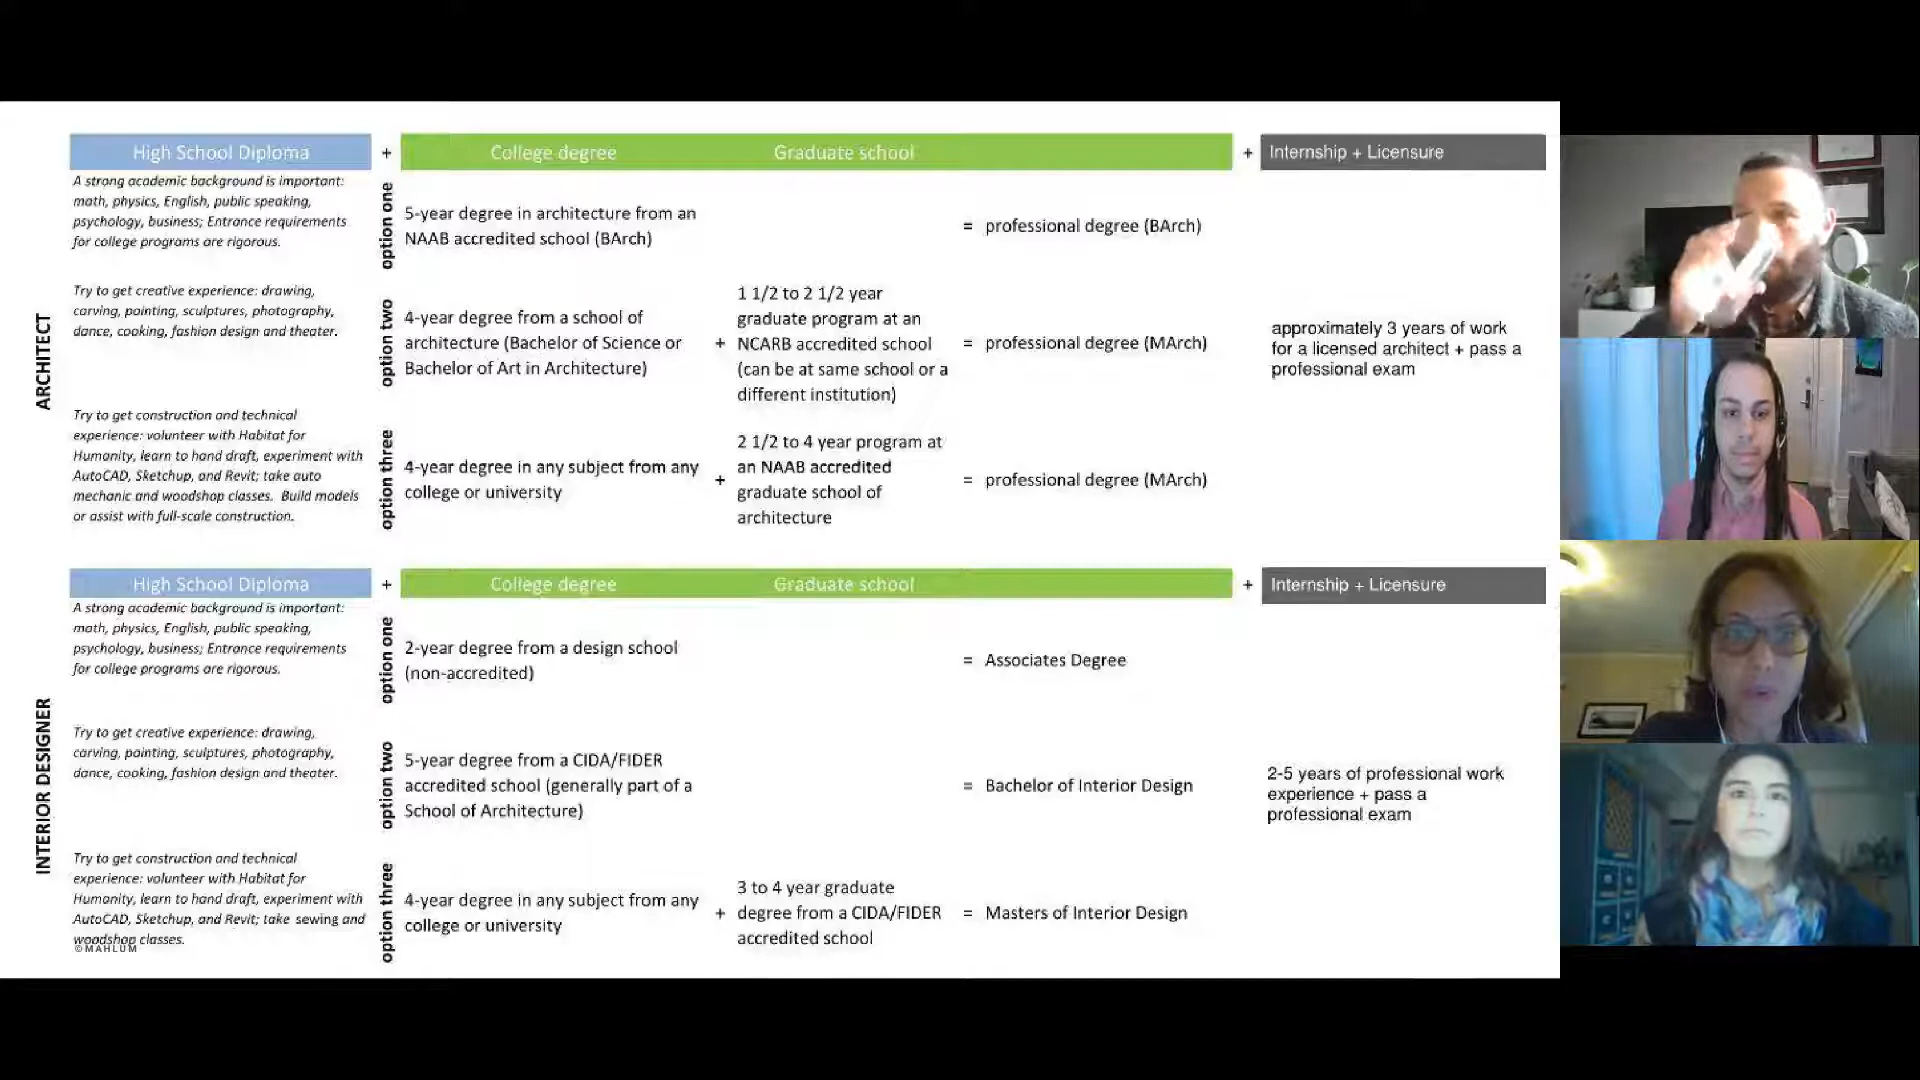 High School Diploma + College degree Graduate school + Internship + Licensure
ARCHITECT
A strong academic background is important:
math, physics, English, public speaking,
psychology, business; Entrance requirements
for college programs are rigorous.
Try to get creative experience: drawing,
carving, painting, sculptures, photography,
dance, cooking, fashion design and theater.
Try to get construction and technical
experience: volunteer with Habitat for
Humanity, learn to hand draft, experiment with
AutoCAD, Sketchup, and Revit; take auto
mechanic and woodshop classes. Build models
or assist with full-scale construction.
option one
5-year degree in architecture from an
NAAB accredited school (BArch)
= professional degree (BArch)
option two
4-year degree from a school of
architecture (Bachelor of Science or
Bachelor of Art in Architecture)
+
1 1/2 to 2 1/2 year
graduate program at an
NCARB accredited school
(can be at same school or a
different institution)
= professional degree (MArch)
option three
4-year degree in any subject from any
college or university
+
2 1/2 to 4 year program at
an NAAB accredited
graduate school of
architecture
= professional degree (MArch)
approximately 3 years of work
for a licensed architect + pass a
professional exam
High School Diploma + College degree Graduate school + Internship + Licensure
INTERIOR DESIGNER
A strong academic background is important:
math, physics, English, public speaking,
psychology, business; Entrance requirements
for college programs are rigorous.
Try to get creative experience: drawing,
carving, painting, sculptures, photography,
dance, cooking, fashion design and theater.
Try to get construction and technical
experience: volunteer with Habitat for
Humanity, learn to hand draft, experiment with
AutoCAD, Sketchup, and Revit; take sewing and
woodshop classes.
©MAHLUM
option one
2-year degree from a design school
(non-accredited)
= Associates Degree
option two
5-year degree from a CIDA/FIDER
accredited school (generally part of a
School of Architecture)
= Bachelor of Interior Design
option three
4-year degree in any subject from any
college or university
+
3 to 4 year graduate
degree from a CIDA/FIDER
accredited school
= Masters of Interior Design
2-5 years of professional work
experience + pass a
professional exam